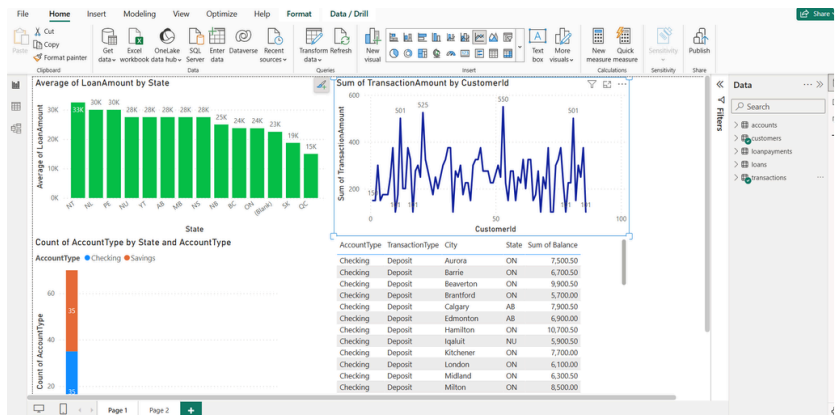 File Home Insert Modeling View Optimize Help Format Data / Drill Share
Paste Cut Copy Format painter
Get data Excel workbook OneLake data hub SQL Server Enter data Dataverse Recent sources Transform data Refresh New visual Text box More visuals New measure Quick measure Sensitivity Publish
Clipboard Data Queries Insert Calculations Sensitivity Share
Average of LoanAmount by State
Average of LoanAmount
30K
20K
10K
0K
33K 30K 30K 28K 28K 28K 28K 28K 25K 24K 24K 23K 19K 15K
NT NL PE NU YT AB MB NS NB BC ON (Blank) SK QC
State
Sum of TransactionAmount by CustomerId
Sum of TransactionAmount
600
400
200
501 525 550 501
0 50 100
CustomerId
Count of AccountType by State and AccountType
AccountType Checking Savings
Count of AccountType
60
40
20
35
35
AccountType TransactionType City State Sum of Balance
Checking Deposit Aurora ON 7,500.50
Checking Deposit Barrie ON 6,700.50
Checking Deposit Beaverton ON 9,900.50
Checking Deposit Brantford ON 5,700.00
Checking Deposit Calgary AB 7,900.50
Checking Deposit Edmonton AB 6,900.00
Checking Deposit Hamilton ON 10,700.50
Checking Deposit Iqaluit NU 5,900.50
Checking Deposit Kitchener ON 7,700.00
Checking Deposit London ON 6,100.00
Checking Deposit Midland ON 6,300.50
Checking Deposit Milton ON 8,500.00
Filters
Data
Search
accounts
customers
loanpayments
loans
transactions
Page 1 Page 2